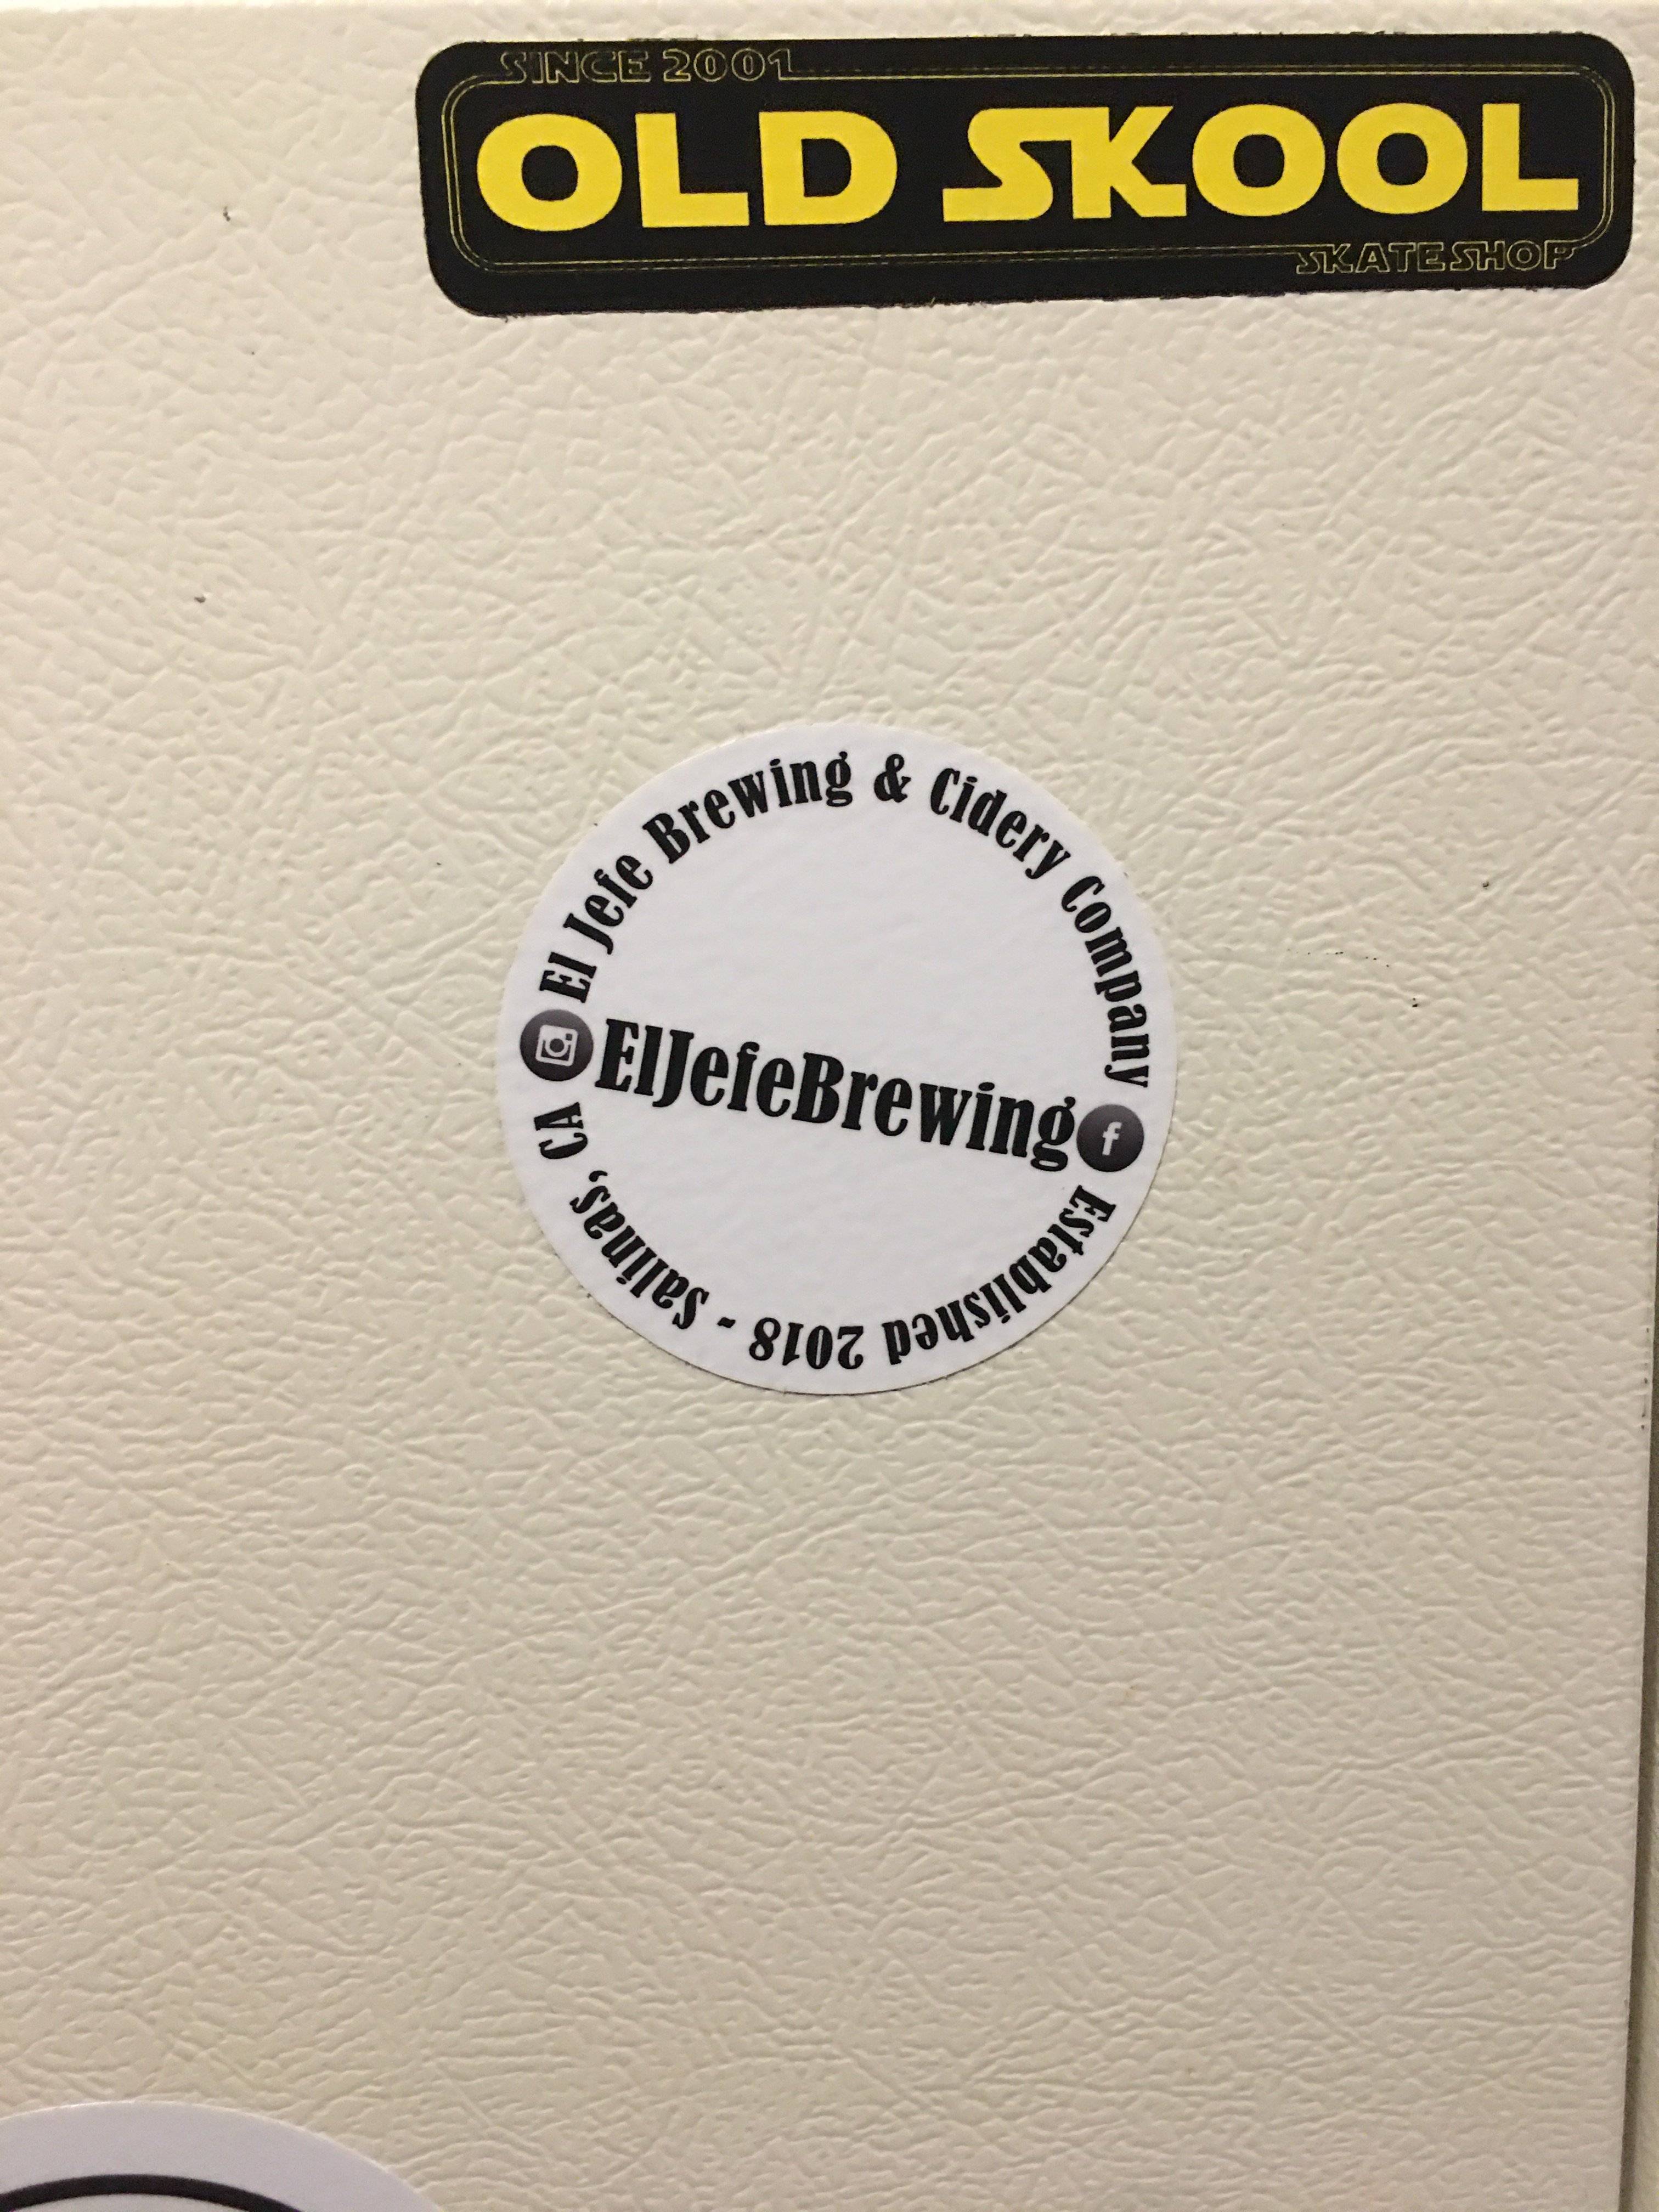 SINCE 2001
OLD SKOOL
SKATESHOP
El Jefe Brewing & Cidery Company
ElJefeBrewing
Established 2018 - Salinas, CA